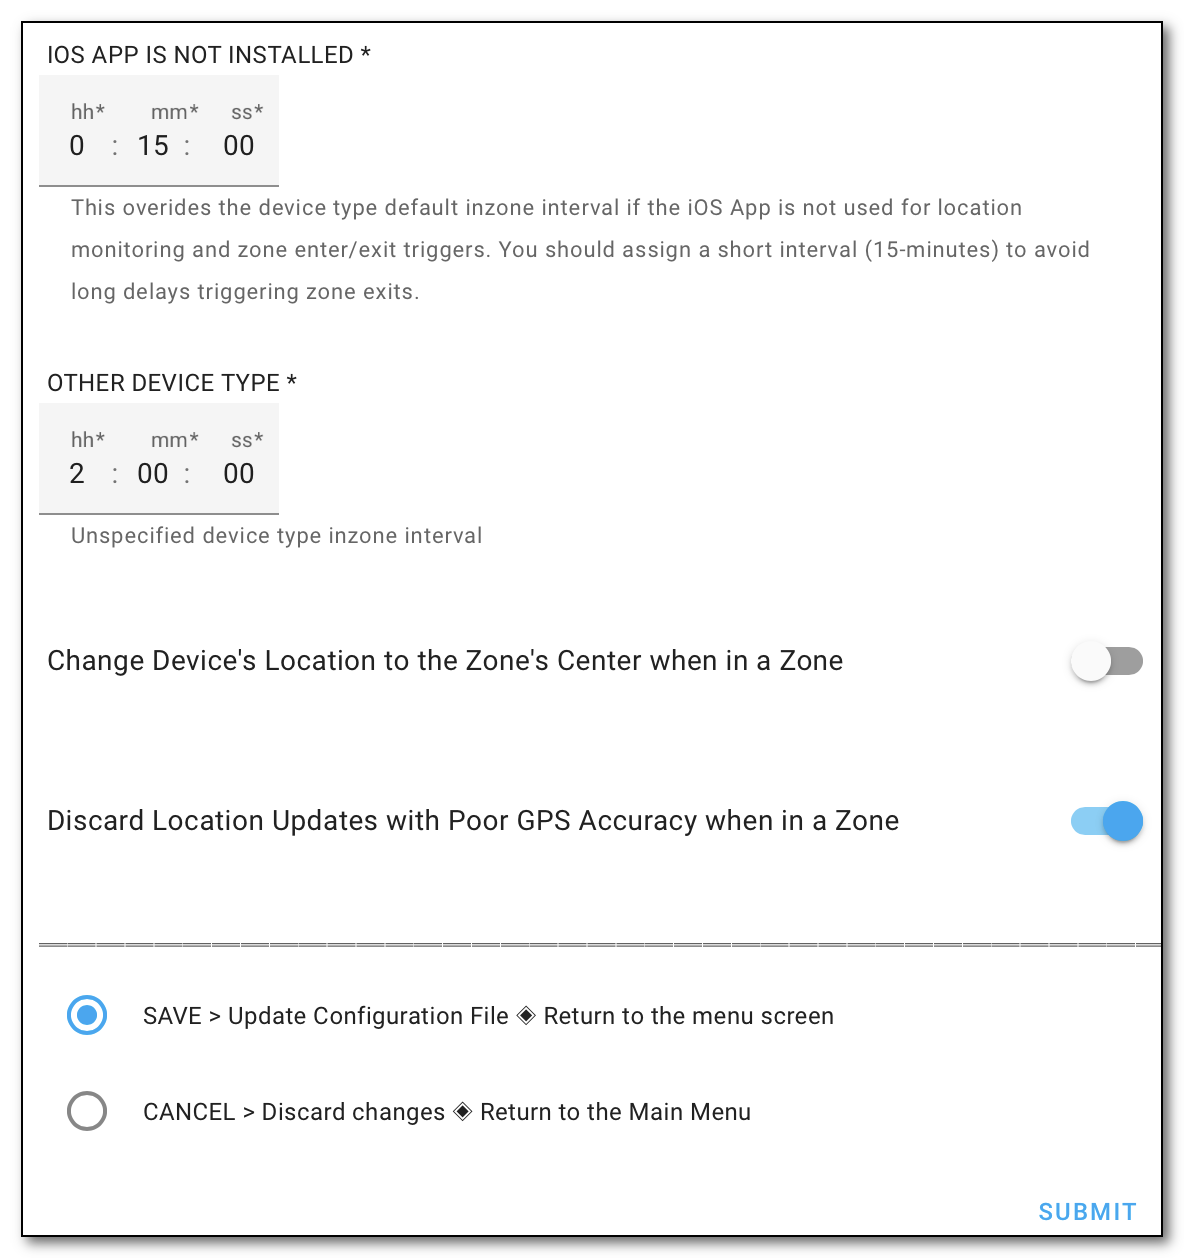 IOS APP IS NOT INSTALLED *
hh* mm* ss*
0 : 15 : 00
This overides the device type default inzone interval if the iOS App is not used for location
monitoring and zone enter/exit triggers. You should assign a short interval (15-minutes) to avoid
long delays triggering zone exits.
OTHER DEVICE TYPE *
hh* mm* ss*
2 : 00 : 00
Unspecified device type inzone interval
Change Device's Location to the Zone's Center when in a Zone
Discard Location Updates with Poor GPS Accuracy when in a Zone
SAVE > Update Configuration File ◈ Return to the menu screen
CANCEL > Discard changes ◈ Return to the Main Menu
SUBMIT